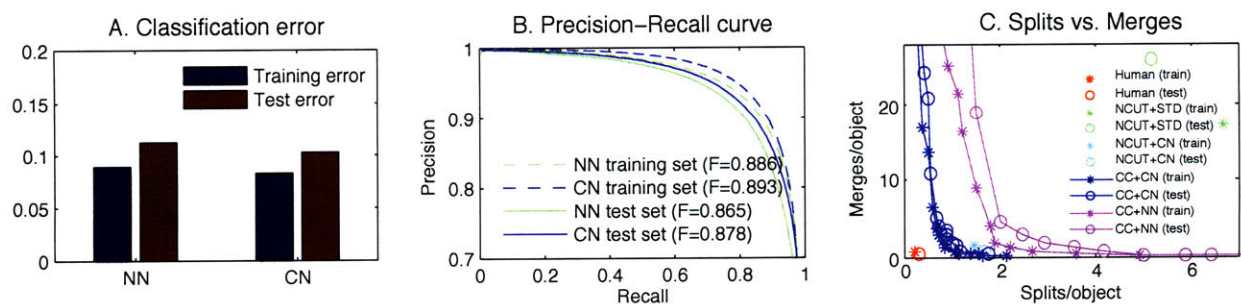 A. Classification error
0.2
0.15
0.1
0.05
0
Training error
Test error
NN
CN
B. Precision–Recall curve
1
0.9
0.8
0.7
Precision
NN training set (F=0.886)
CN training set (F=0.893)
NN test set (F=0.865)
CN test set (F=0.878)
0
0.2
0.4
0.6
0.8
1
Recall
C. Splits vs. Merges
20
10
0
Merges/object
Human (train)
Human (test)
NCUT+STD (train)
NCUT+STD (test)
NCUT+CN (train)
NCUT+CN (test)
CC+CN (train)
CC+CN (test)
CC+NN (train)
CC+NN (test)
0
2
4
6
Splits/object